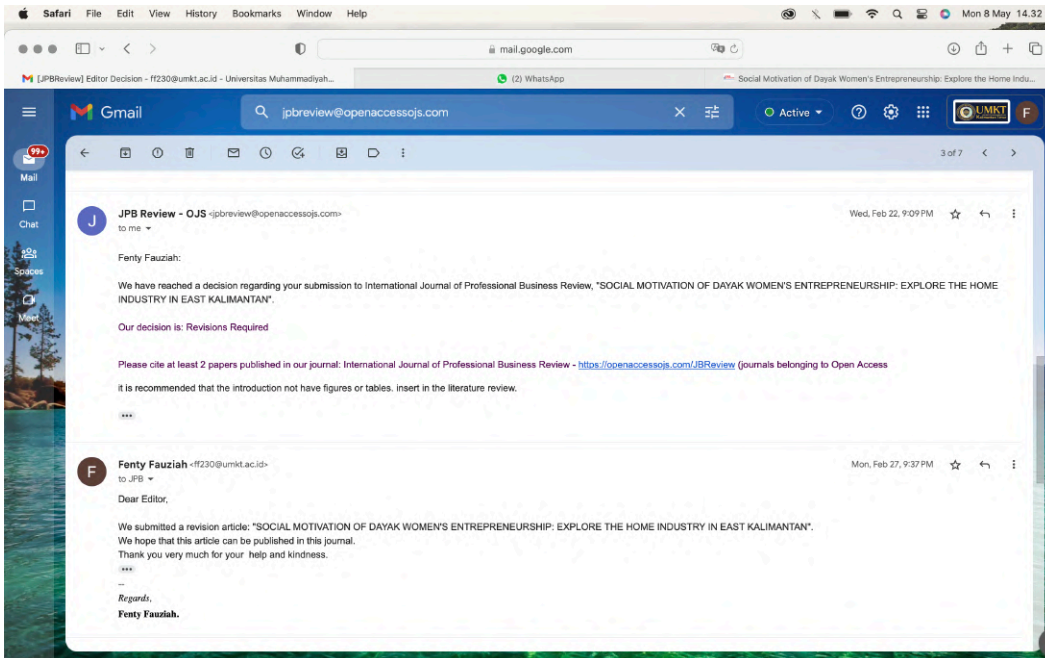 Safari File Edit View History Bookmarks Window Help
Mon 8 May 14.32
mail.google.com
[JPBReview] Editor Decision - ff230@umkt.ac.id - Universitas Muhammadiyah...
(2) WhatsApp
Social Motivation of Dayak Women's Entrepreneurship: Explore the Home Indu...
Gmail
jpbreview@openaccessojs.com
Active
UMKT
F
99+
3 of 7
Mail
Chat
Spaces
Meet
J
JPB Review - OJS <jpbreview@openaccessojs.com>
Wed, Feb 22, 9:09 PM
to me
Fenty Fauziah:
We have reached a decision regarding your submission to International Journal of Professional Business Review, "SOCIAL MOTIVATION OF DAYAK WOMEN'S ENTREPRENEURSHIP: EXPLORE THE HOME
INDUSTRY IN EAST KALIMANTAN".
Our decision is: Revisions Required
Please cite at least 2 papers published in our journal: International Journal of Professional Business Review - https://openaccessojs.com/JBReview (journals belonging to Open Access
it is recommended that the introduction not have figures or tables. insert in the literature review.
F
Fenty Fauziah <ff230@umkt.ac.id>
Mon, Feb 27, 9:37 PM
to JPB
Dear Editor,
We submitted a revision article: "SOCIAL MOTIVATION OF DAYAK WOMEN'S ENTREPRENEURSHIP: EXPLORE THE HOME INDUSTRY IN EAST KALIMANTAN".
We hope that this article can be published in this journal.
Thank you very much for your  help and kindness.
--
Regards,
Fenty Fauziah.